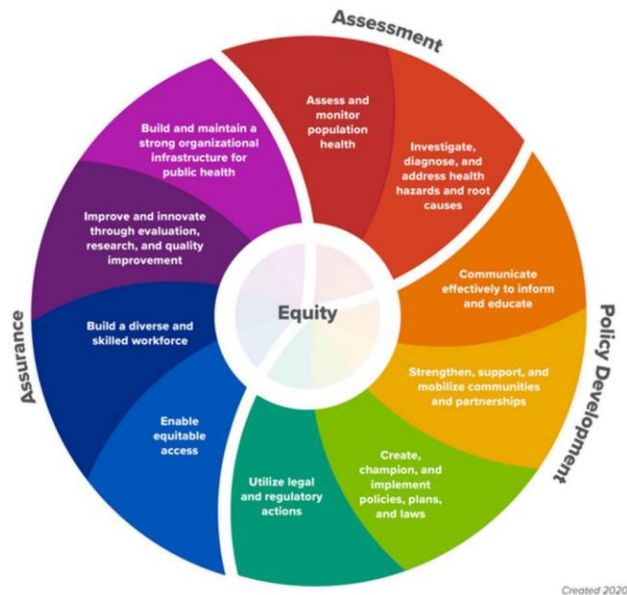 Assessment
Assess and
monitor
population
health
Investigate,
diagnose, and
address health
hazards and root
causes
Communicate
effectively to inform
and educate
Strengthen, support, and
mobilize communities
and partnerships
Create,
champion, and
implement
policies, plans,
and laws
Utilize legal
and regulatory
actions
Enable
equitable
access
Build a diverse and
skilled workforce
Improve and innovate
through evaluation,
research, and quality
improvement
Build and maintain a
strong organizational
infrastructure for
public health
Equity
Policy Development
Assurance
Created 2020